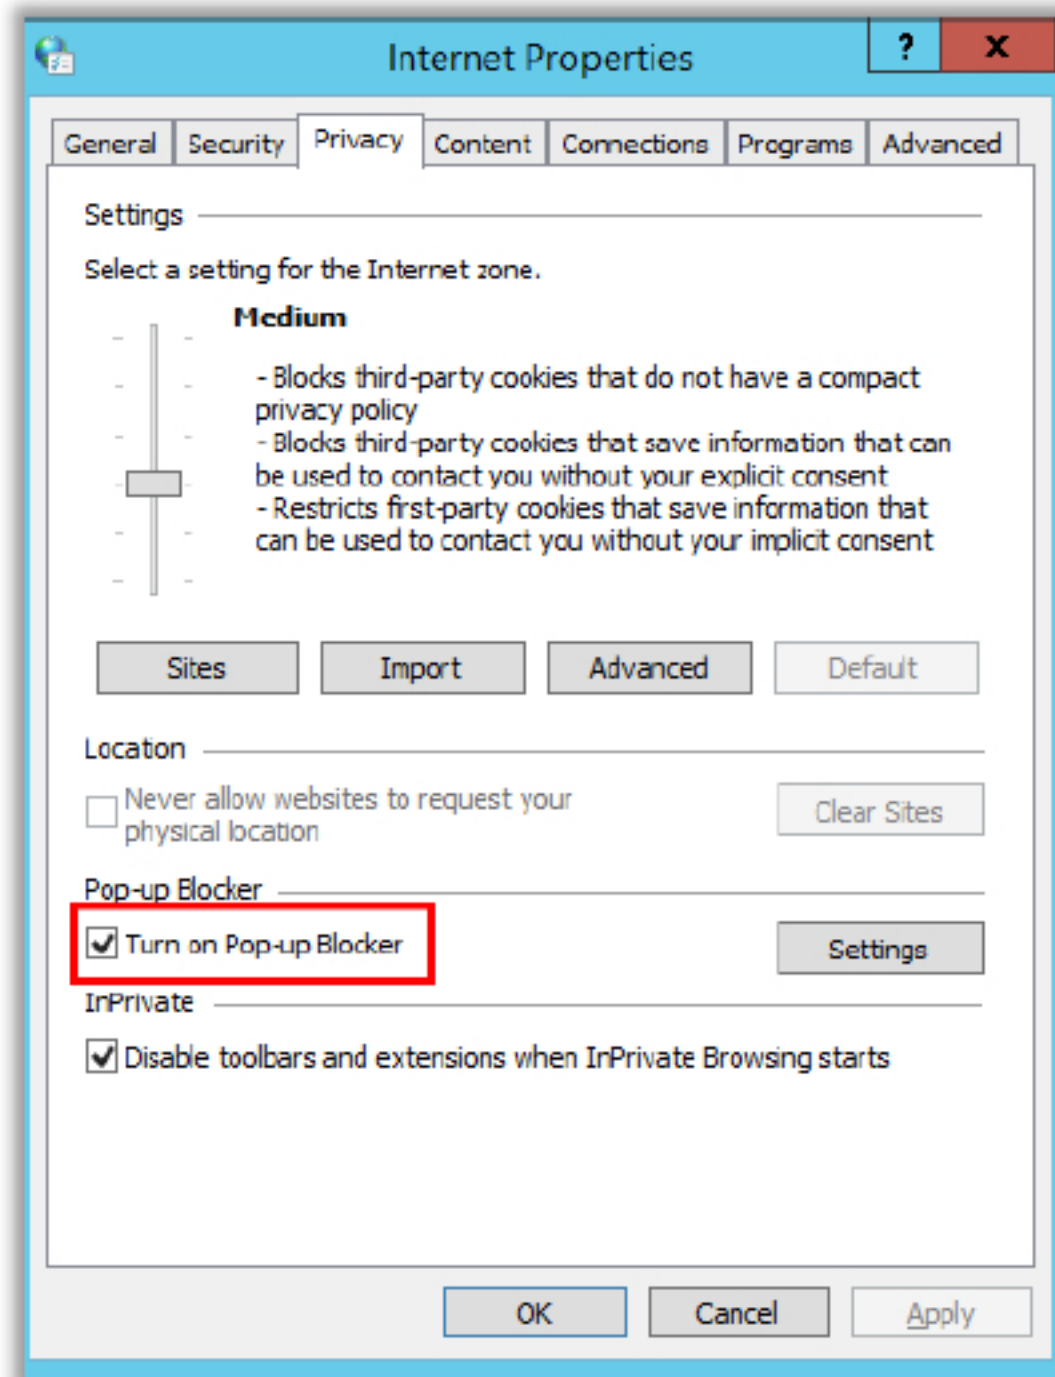 Internet Properties
?
x
General Security Privacy Content Connections Programs Advanced
Settings
Select a setting for the Internet zone.
Medium
- Blocks third-party cookies that do not have a compact
privacy policy
- Blocks third-party cookies that save information that can
be used to contact you without your explicit consent
- Restricts first-party cookies that save information that
can be used to contact you without your implicit consent
Sites Import Advanced Default
Location
Never allow websites to request your
physical location
Clear Sites
Pop-up Blocker
Turn on Pop-up Blocker
Settings
InPrivate
Disable toolbars and extensions when InPrivate Browsing starts
OK Cancel Apply